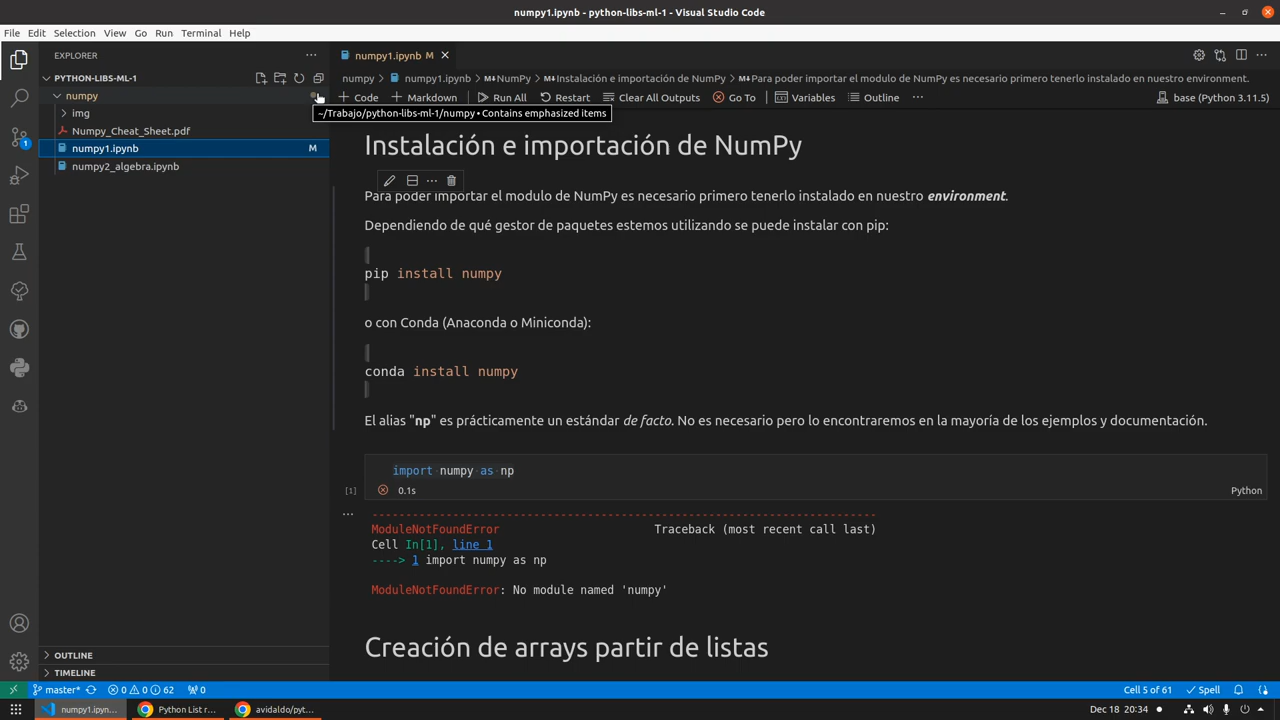 numpy1.ipynb - python-libs-ml-1 - Visual Studio Code
File Edit Selection View Go Run Terminal Help
EXPLORER
numpy1.ipynb M
PYTHON-LIBS-ML-1
numpy > numpy1.ipynb > NumPy > Instalación e importación de NumPy > Para poder importar el modulo de NumPy es necesario primero tenerlo instalado en nuestro environment.
numpy
Code Markdown Run All Restart Clear All Outputs Go To Variables Outline base (Python 3.11.5)
~/Trabajo/python-libs-ml-1/numpy • Contains emphasized items
img
Numpy_Cheat_Sheet.pdf
numpy1.ipynb M
numpy2_algebra.ipynb
Instalación e importación de NumPy
Para poder importar el modulo de NumPy es necesario primero tenerlo instalado en nuestro environment.
Dependiendo de qué gestor de paquetes estemos utilizando se puede instalar con pip:
pip install numpy
o con Conda (Anaconda o Miniconda):
conda install numpy
El alias "np" es prácticamente un estándar de facto. No es necesario pero lo encontraremos en la mayoría de los ejemplos y documentación.
import numpy as np
[1] 0.1s Python
---------------------------------------------------------------------------
ModuleNotFoundError Traceback (most recent call last)
Cell In[1], line 1
----> 1 import numpy as np
ModuleNotFoundError: No module named 'numpy'
Creación de arrays partir de listas
OUTLINE
TIMELINE
master* 0 0 62 0 Cell 5 of 61 Spell
numpy1.ipyn... Python List r... avidaldo/pyt... Dec 18 20:34
1